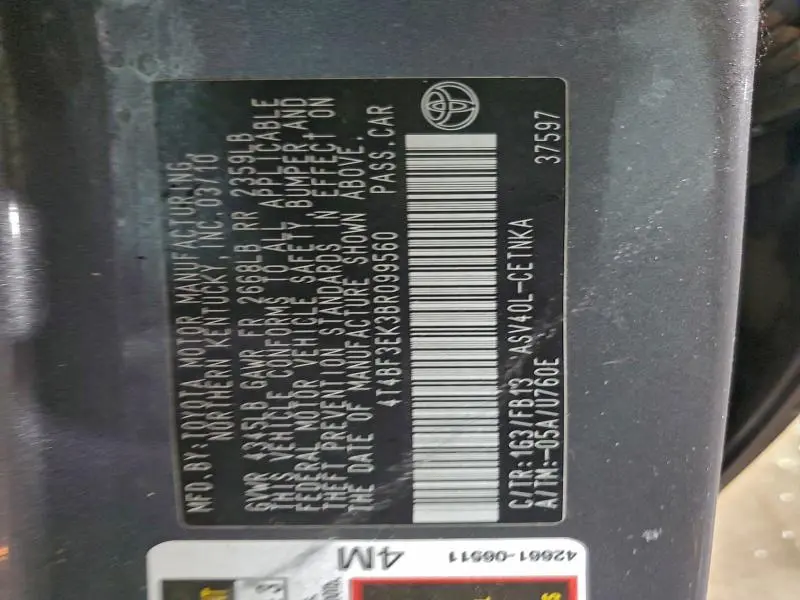 MFD. BY: TOYOTA MOTOR MANUFACTURING
NORTHERN KENTUCKY, INC. 03/10
GVWR 4345LB GAWR FR 2968LB RR 2359LB
THIS VEHICLE CONFORMS TO ALL APPLICABLE
FEDERAL MOTOR VEHICLE SAFETY, BUMPER, AND
THEFT PREVENTION STANDARDS IN EFFECT ON
THE DATE OF MANUFACTURE SHOWN ABOVE.
4T4BF3EK3BR099560 PASS.CAR
C/TR:1G3/FB13 ASV40L-CETNKA
A/TM:-05A/U760E 37597
42661-06511
4M